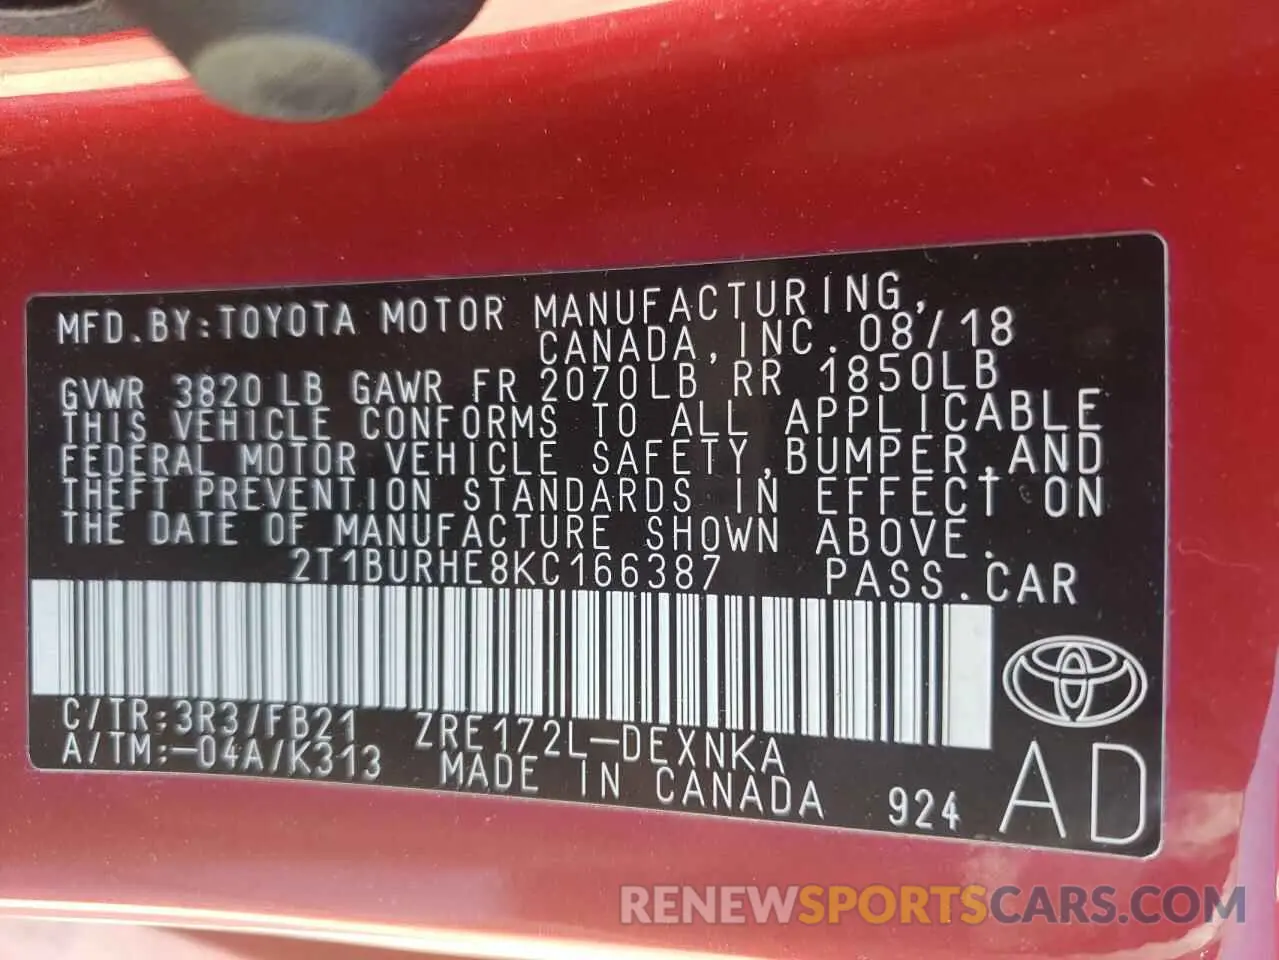 MFD.BY:TOYOTA MOTOR MANUFACTURING,
CANADA, INC. 08/18
GVWR 3820LB GAWR FR 2070LB RR 1850LB
THIS VEHICLE CONFORMS TO ALL APPLICABLE
FEDERAL MOTOR VEHICLE SAFETY,BUMPER,AND
THEFT PREVENTION STANDARDS IN EFFECT ON
THE DATE OF MANUFACTURE SHOWN ABOVE.
2T1BURHE8KC166387 PASS.CAR
C/TR:3R3/FB21 ZRE172L-DEXNKA
A/TM:-04A/K313 MADE IN CANADA 924 AD
RENEWSPORTSCARS.COM